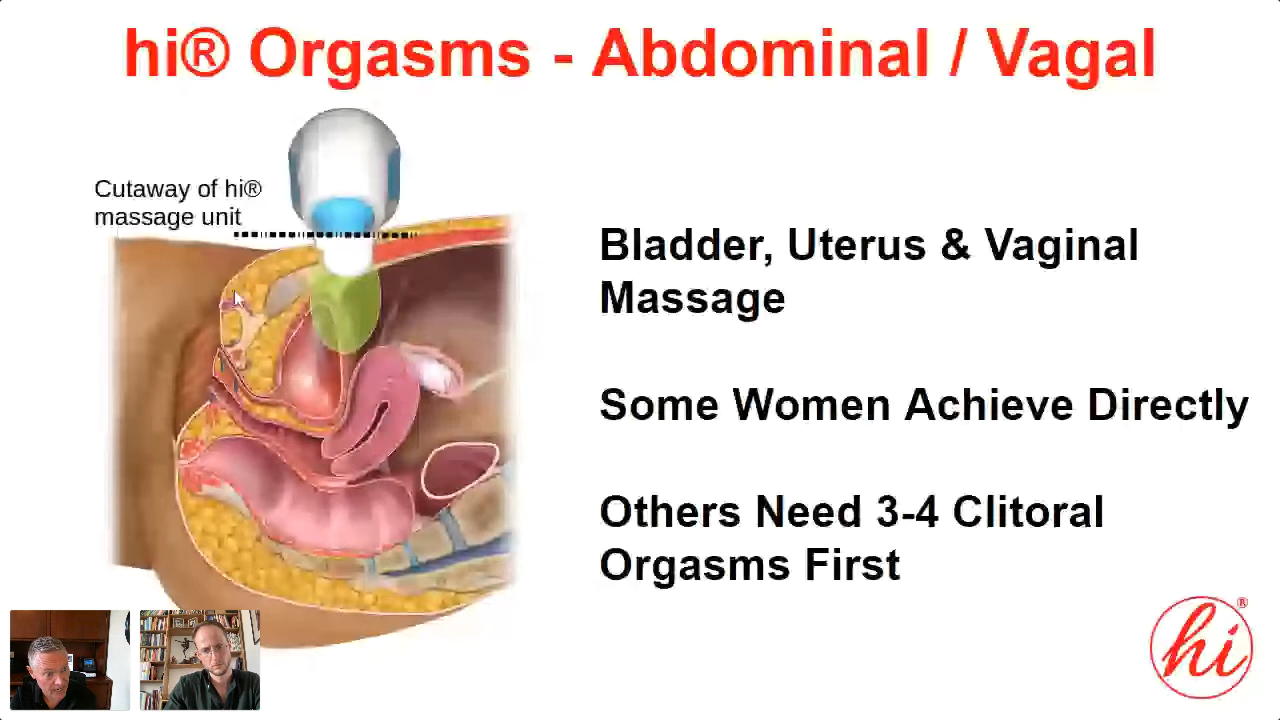 hi® Orgasms - Abdominal / Vagal
Cutaway of hi®
massage unit
Bladder, Uterus & Vaginal
Massage
Some Women Achieve Directly
Others Need 3-4 Clitoral
Orgasms First
hi®